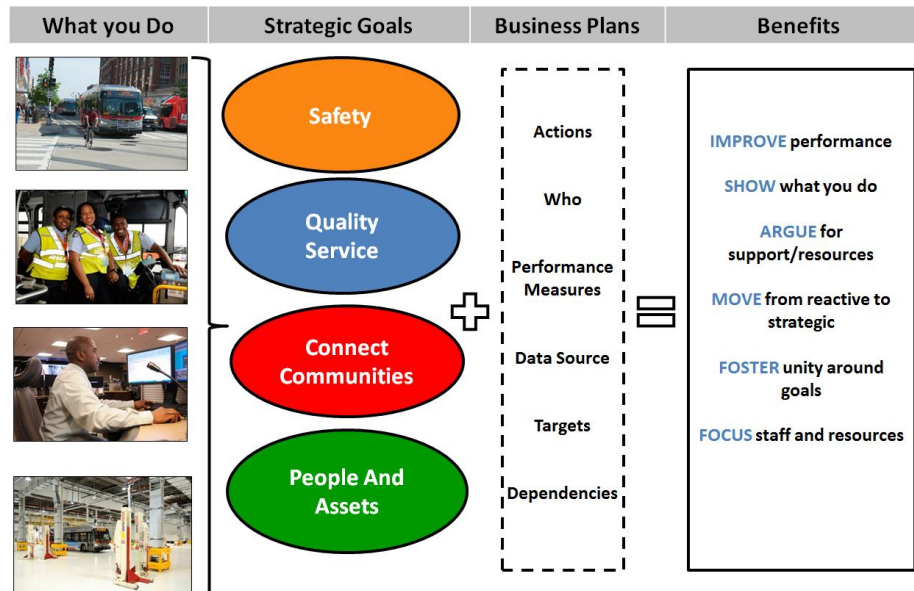 What you Do
Strategic Goals
Business Plans
Benefits
Safety
Quality
Service
Connect
Communities
People And
Assets
Actions
Who
Performance
Measures
Data Source
Targets
Dependencies
IMPROVE performance
SHOW what you do
ARGUE for
support/resources
MOVE from reactive to
strategic
FOSTER unity around
goals
FOCUS staff and resources